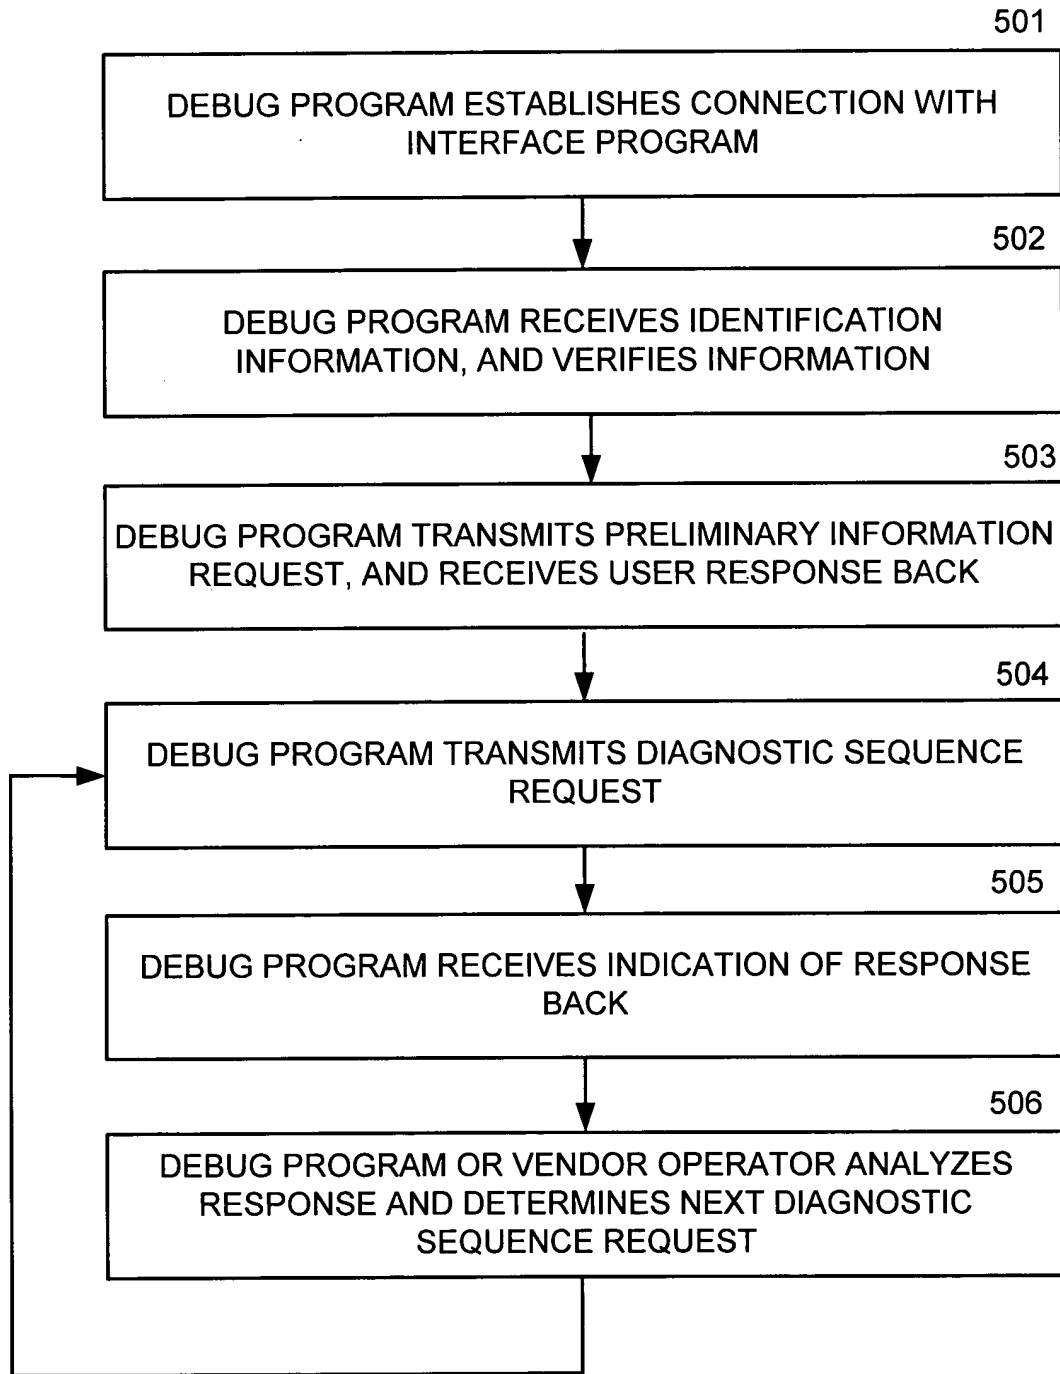 501
DEBUG PROGRAM ESTABLISHES CONNECTION WITH
INTERFACE PROGRAM
502
DEBUG PROGRAM RECEIVES IDENTIFICATION
INFORMATION, AND VERIFIES INFORMATION
503
DEBUG PROGRAM TRANSMITS PRELIMINARY INFORMATION
REQUEST, AND RECEIVES USER RESPONSE BACK
504
DEBUG PROGRAM TRANSMITS DIAGNOSTIC SEQUENCE
REQUEST
505
DEBUG PROGRAM RECEIVES INDICATION OF RESPONSE
BACK
506
DEBUG PROGRAM OR VENDOR OPERATOR ANALYZES
RESPONSE AND DETERMINES NEXT DIAGNOSTIC
SEQUENCE REQUEST